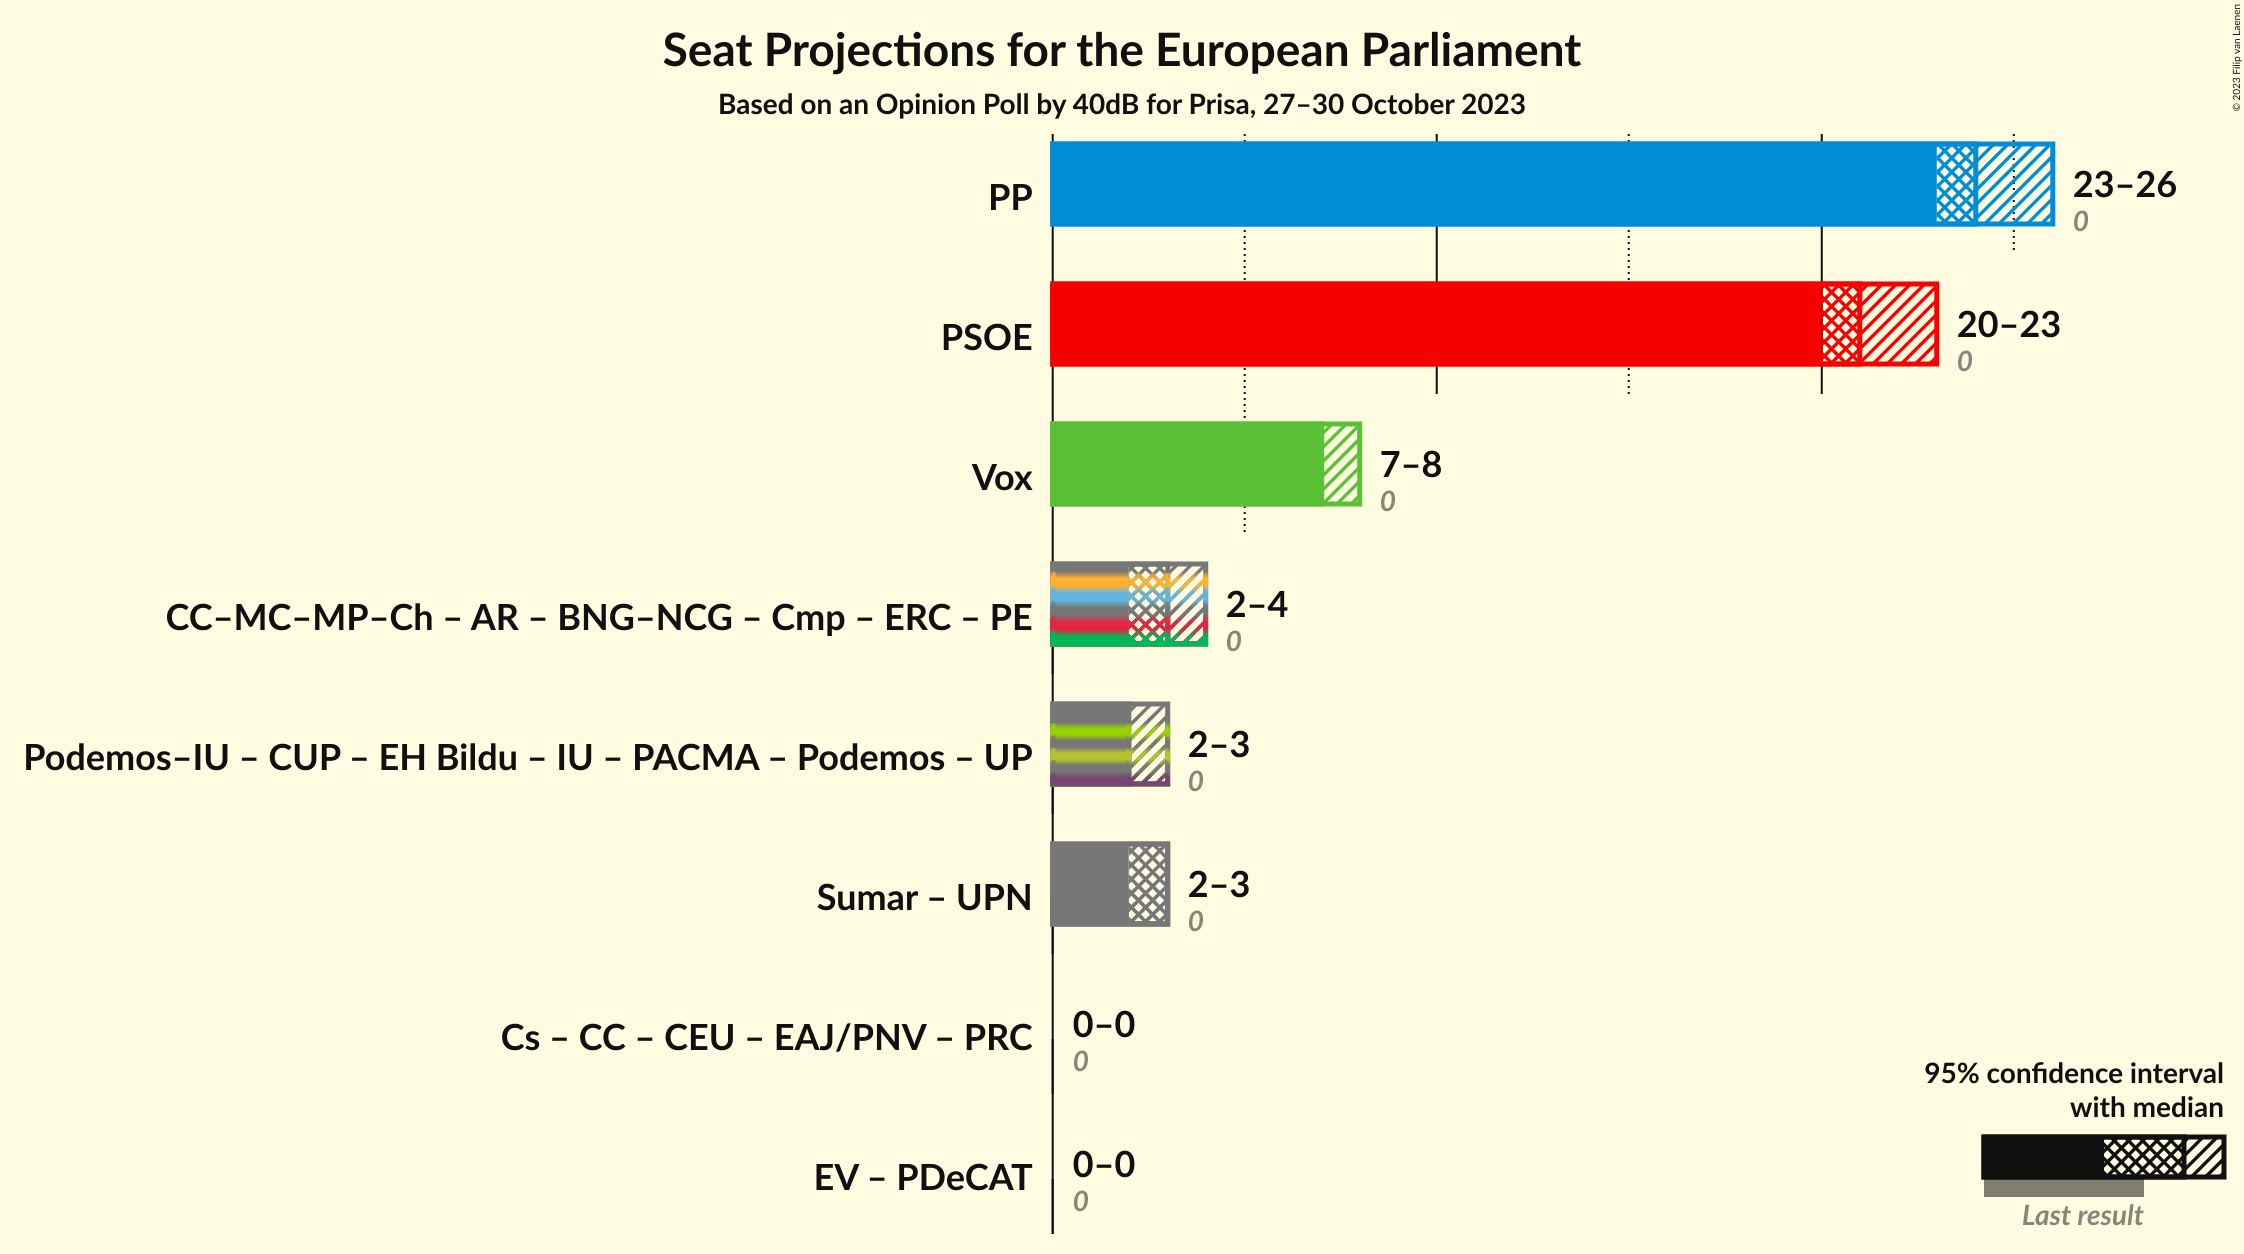 Seat Projections for the European Parliament
Based on an Opinion Poll by 40dB for Prisa, 27–30 October 2023
© 2023 Filip van Laenen
PP
23–26
0
PSOE
20–23
0
Vox
7–8
0
CC–MC–MP–Ch – AR – BNG–NCG – Cmp – ERC – PE
2–4
0
Podemos–IU – CUP – EH Bildu – IU – PACMA – Podemos – UP
2–3
0
Sumar – UPN
2–3
0
Cs – CC – CEU – EAJ/PNV – PRC
0–0
0
EV – PDeCAT
0–0
0
95% confidence interval
with median
Last result